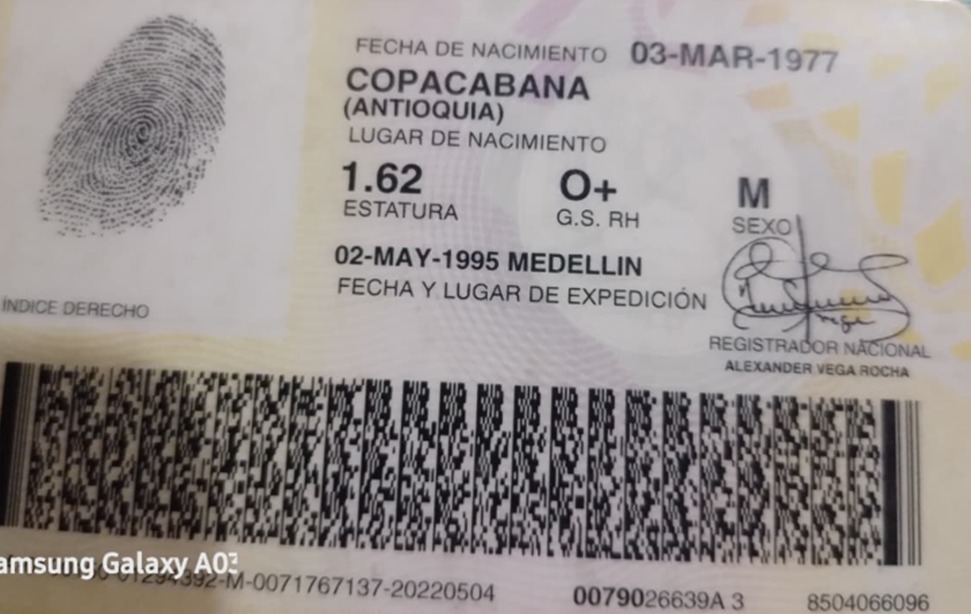 FECHA DE NACIMIENTO 03-MAR-1977
COPACABANA
(ANTIOQUIA)
LUGAR DE NACIMIENTO
1.62 O+ M
ESTATURA G.S. RH SEXO
02-MAY-1995 MEDELLIN
FECHA Y LUGAR DE EXPEDICIÓN
ÍNDICE DERECHO
REGISTRADOR NACIONAL
ALEXANDER VEGA ROCHA
amsung Galaxy A03
01294392-M-0071767137-20220504 0079026639A 3 8504066096